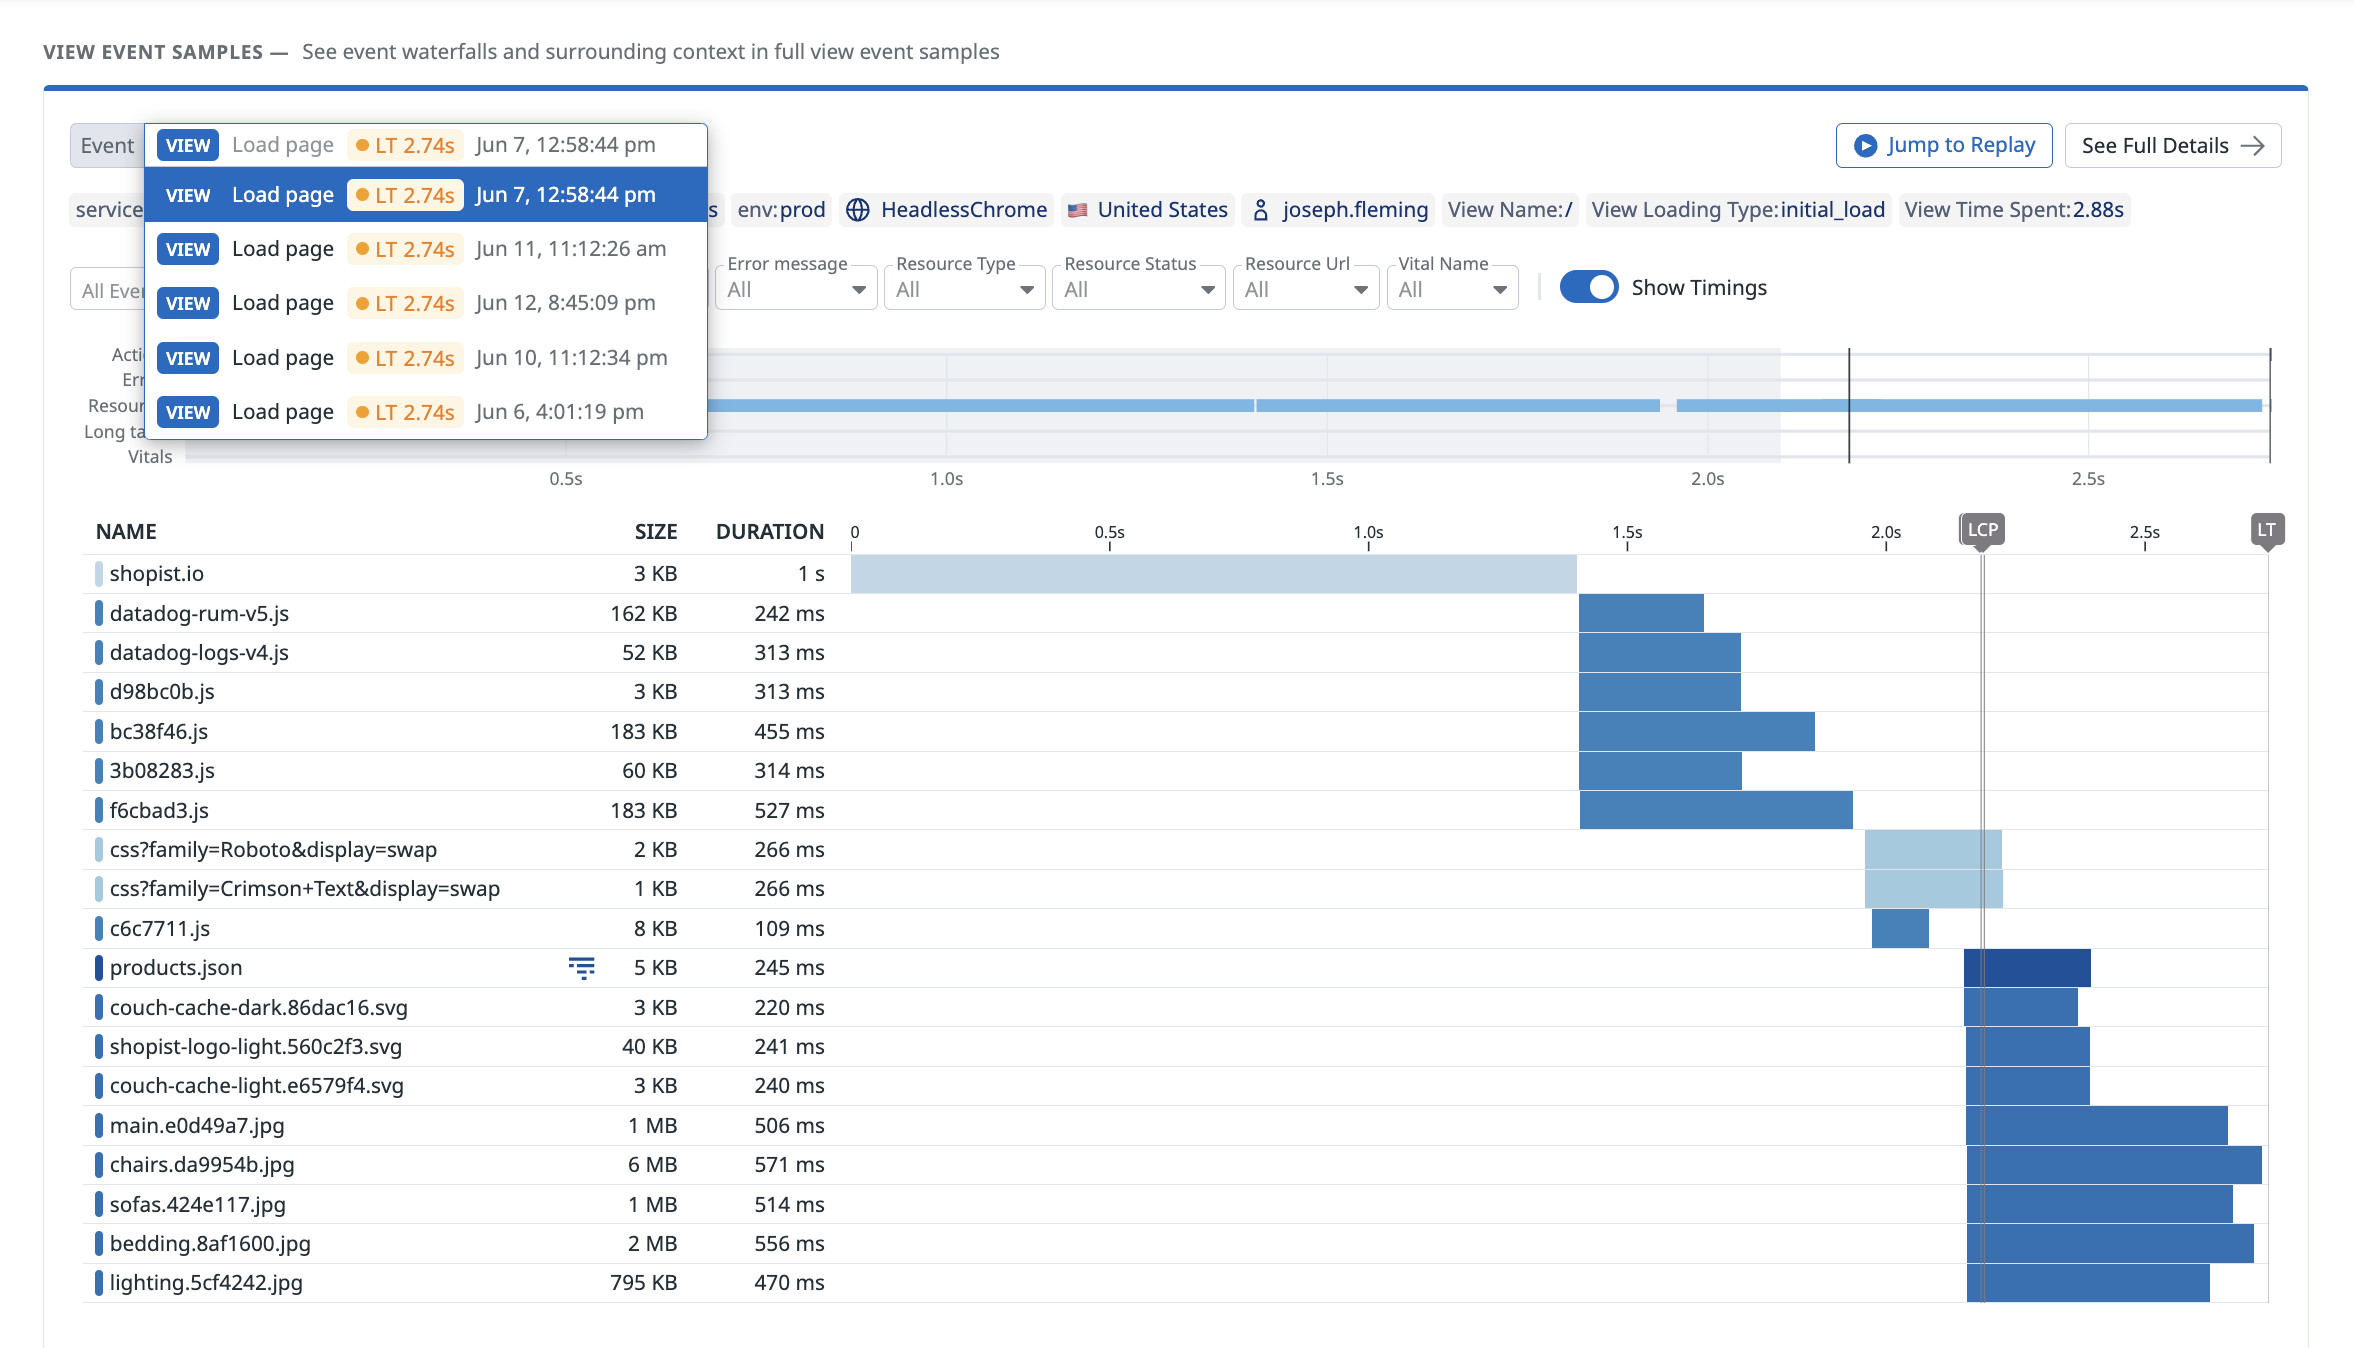 VIEW EVENT SAMPLES — See event waterfalls and surrounding context in full view event samples
Event VIEW Load page LT 2.74s Jun 7, 12:58:44 pm Jump to Replay See Full Details
VIEW Load page LT 2.74s Jun 7, 12:58:44 pm
service s env:prod HeadlessChrome United States joseph.fleming View Name:/ View Loading Type:initial_load View Time Spent:2.88s
VIEW Load page LT 2.74s Jun 11, 11:12:26 am
Error message Resource Type Resource Status Resource Url Vital Name
All Eve All All All All All Show Timings
VIEW Load page LT 2.74s Jun 12, 8:45:09 pm
VIEW Load page LT 2.74s Jun 10, 11:12:34 pm
VIEW Load page LT 2.74s Jun 6, 4:01:19 pm
Acti
Err
Resour
Long ta
Vitals
0.5s 1.0s 1.5s 2.0s 2.5s
NAME SIZE DURATION 0 0.5s 1.0s 1.5s 2.0s LCP 2.5s LT
shopist.io 3 KB 1 s
datadog-rum-v5.js 162 KB 242 ms
datadog-logs-v4.js 52 KB 313 ms
d98bc0b.js 3 KB 313 ms
bc38f46.js 183 KB 455 ms
3b08283.js 60 KB 314 ms
f6cbad3.js 183 KB 527 ms
css?family=Roboto&display=swap 2 KB 266 ms
css?family=Crimson+Text&display=swap 1 KB 266 ms
c6c7711.js 8 KB 109 ms
products.json 5 KB 245 ms
couch-cache-dark.86dac16.svg 3 KB 220 ms
shopist-logo-light.560c2f3.svg 40 KB 241 ms
couch-cache-light.e6579f4.svg 3 KB 240 ms
main.e0d49a7.jpg 1 MB 506 ms
chairs.da9954b.jpg 6 MB 571 ms
sofas.424e117.jpg 1 MB 514 ms
bedding.8af1600.jpg 2 MB 556 ms
lighting.5cf4242.jpg 795 KB 470 ms